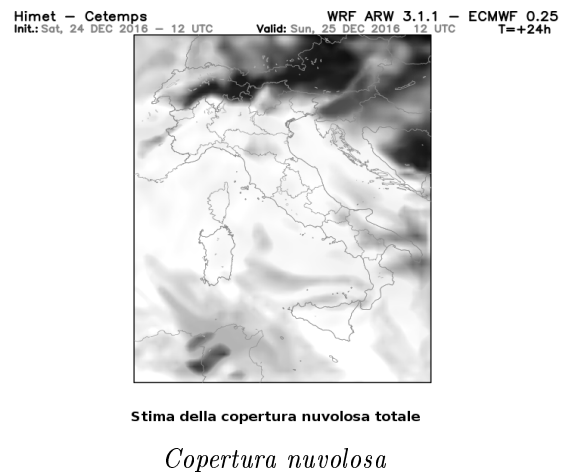 Himet – Cetemps WRF ARW 3.1.1 – ECMWF 0.25
Init.: Sat, 24 DEC 2016 – 12 UTC Valid: Sun, 25 DEC 2016 12 UTC T=+24h
Stima della copertura nuvolosa totale
Copertura nuvolosa